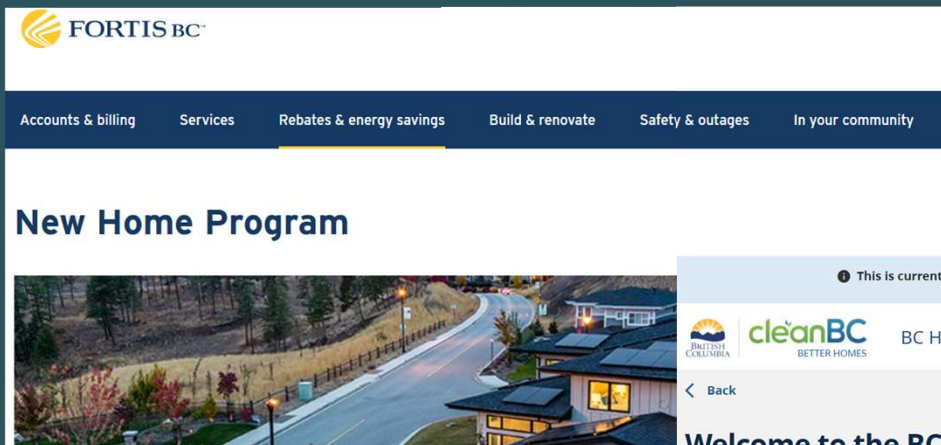 FORTIS BC™
Accounts & billing Services Rebates & energy savings Build & renovate Safety & outages In your community
New Home Program
This is current
BRITISH COLUMBIA
cleanBC
BETTER HOMES
BC H
Back
Welcome to the BC